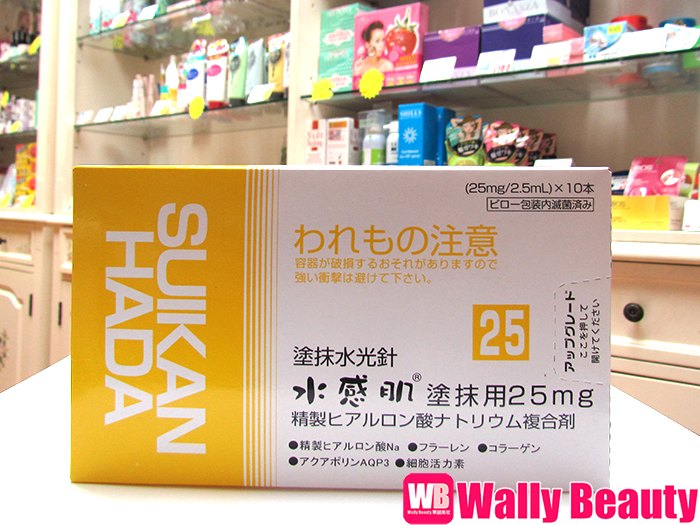 SUIKAN
HADA
(25mg/2.5mL)×10本
ピロー包装内滅菌済み
われもの注意
容器が破損するおそれがありますので
強い衝撃は避けて下さい。
25
アップグレード
ここを押して
開けてください
塗抹水光針
水感肌® 塗抹用25mg
精製ヒアルロン酸ナトリウム複合剤
●精製ヒアルロン酸Na ●フラーレン ●コラーゲン
●アクアポリンAQP3 ●細胞活力素
BONANZA
WB Wally Beauty